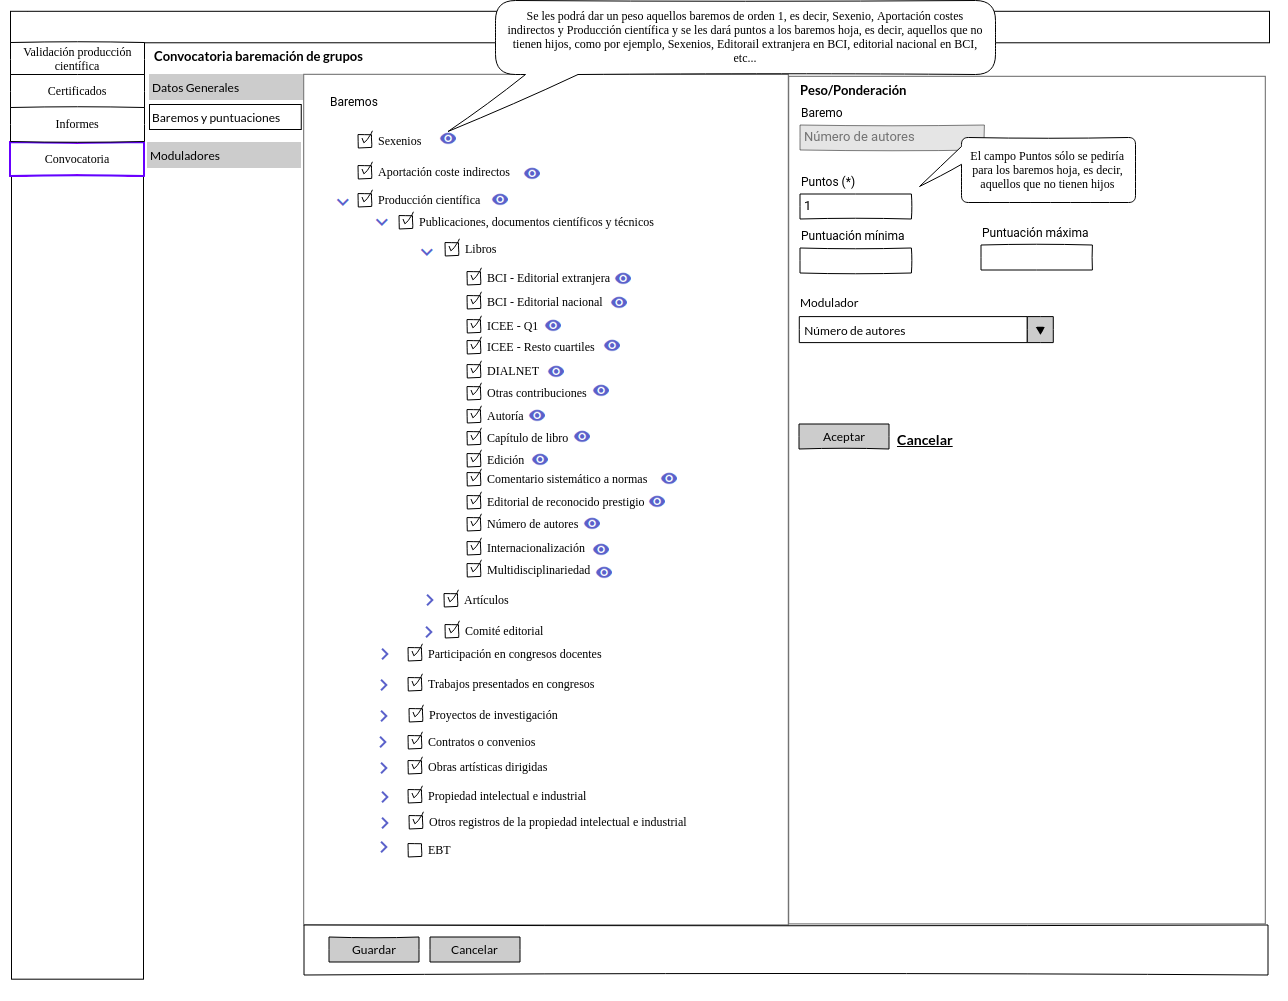 Se les podrá dar un peso aquellos baremos de orden 1, es decir, Sexenio, Aportación costes
indirectos y Producción científica y se les dará puntos a los baremos hoja, es decir, aquellos que no
tienen hijos, como por ejemplo, Sexenios, Editorail extranjera en BCI, editorial nacional en BCI,
etc...
Validación producción
científica
Certificados
Informes
Convocatoria
Convocatoria baremación de grupos
Datos Generales
Baremos y puntuaciones
Moduladores
Baremos
Sexenios
Aportación coste indirectos
Producción científica
Publicaciones, documentos científicos y técnicos
Libros
BCI - Editorial extranjera
BCI - Editorial nacional
ICEE - Q1
ICEE - Resto cuartiles
DIALNET
Otras contribuciones
Autoría
Capítulo de libro
Edición
Comentario sistemático a normas
Editorial de reconocido prestigio
Número de autores
Internacionalización
Multidisciplinariedad
Artículos
Comité editorial
Participación en congresos docentes
Trabajos presentados en congresos
Proyectos de investigación
Contratos o convenios
Obras artísticas dirigidas
Propiedad intelectual e industrial
Otros registros de la propiedad intelectual e industrial
EBT
Peso/Ponderación
Baremo
Número de autores
El campo Puntos sólo se pediría
para los baremos hoja, es decir,
aquellos que no tienen hijos
Puntos (*)
1
Puntuación mínima
Puntuación máxima
Modulador
Número de autores
Aceptar
Cancelar
Guardar
Cancelar